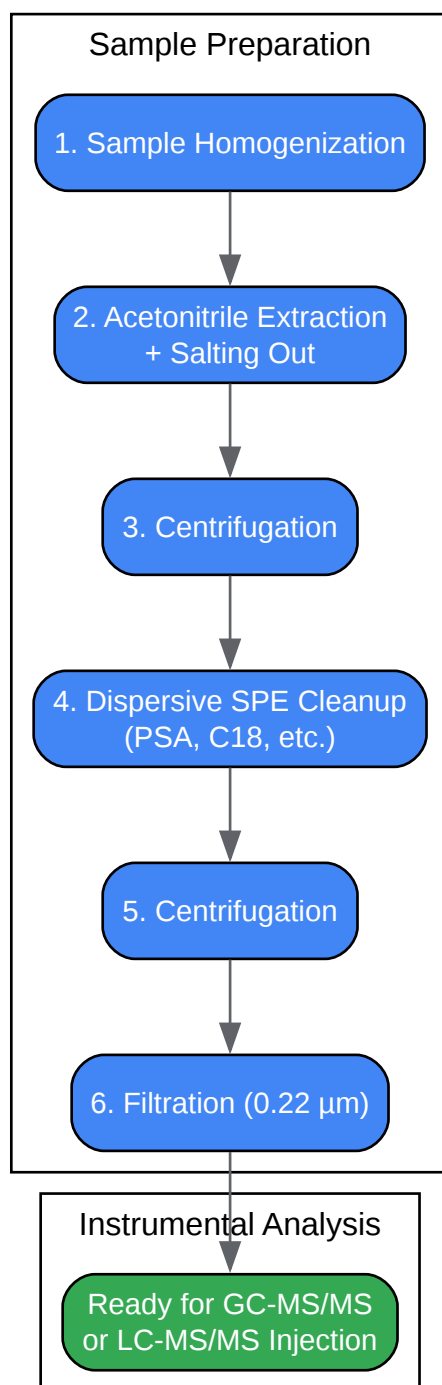 Sample Preparation
1. Sample Homogenization
2. Acetonitrile Extraction
+ Salting Out
3. Centrifugation
4. Dispersive SPE Cleanup
(PSA, C18, etc.)
5. Centrifugation
6. Filtration (0.22 µm)
Instrumental Analysis
Ready for GC-MS/MS
or LC-MS/MS Injection